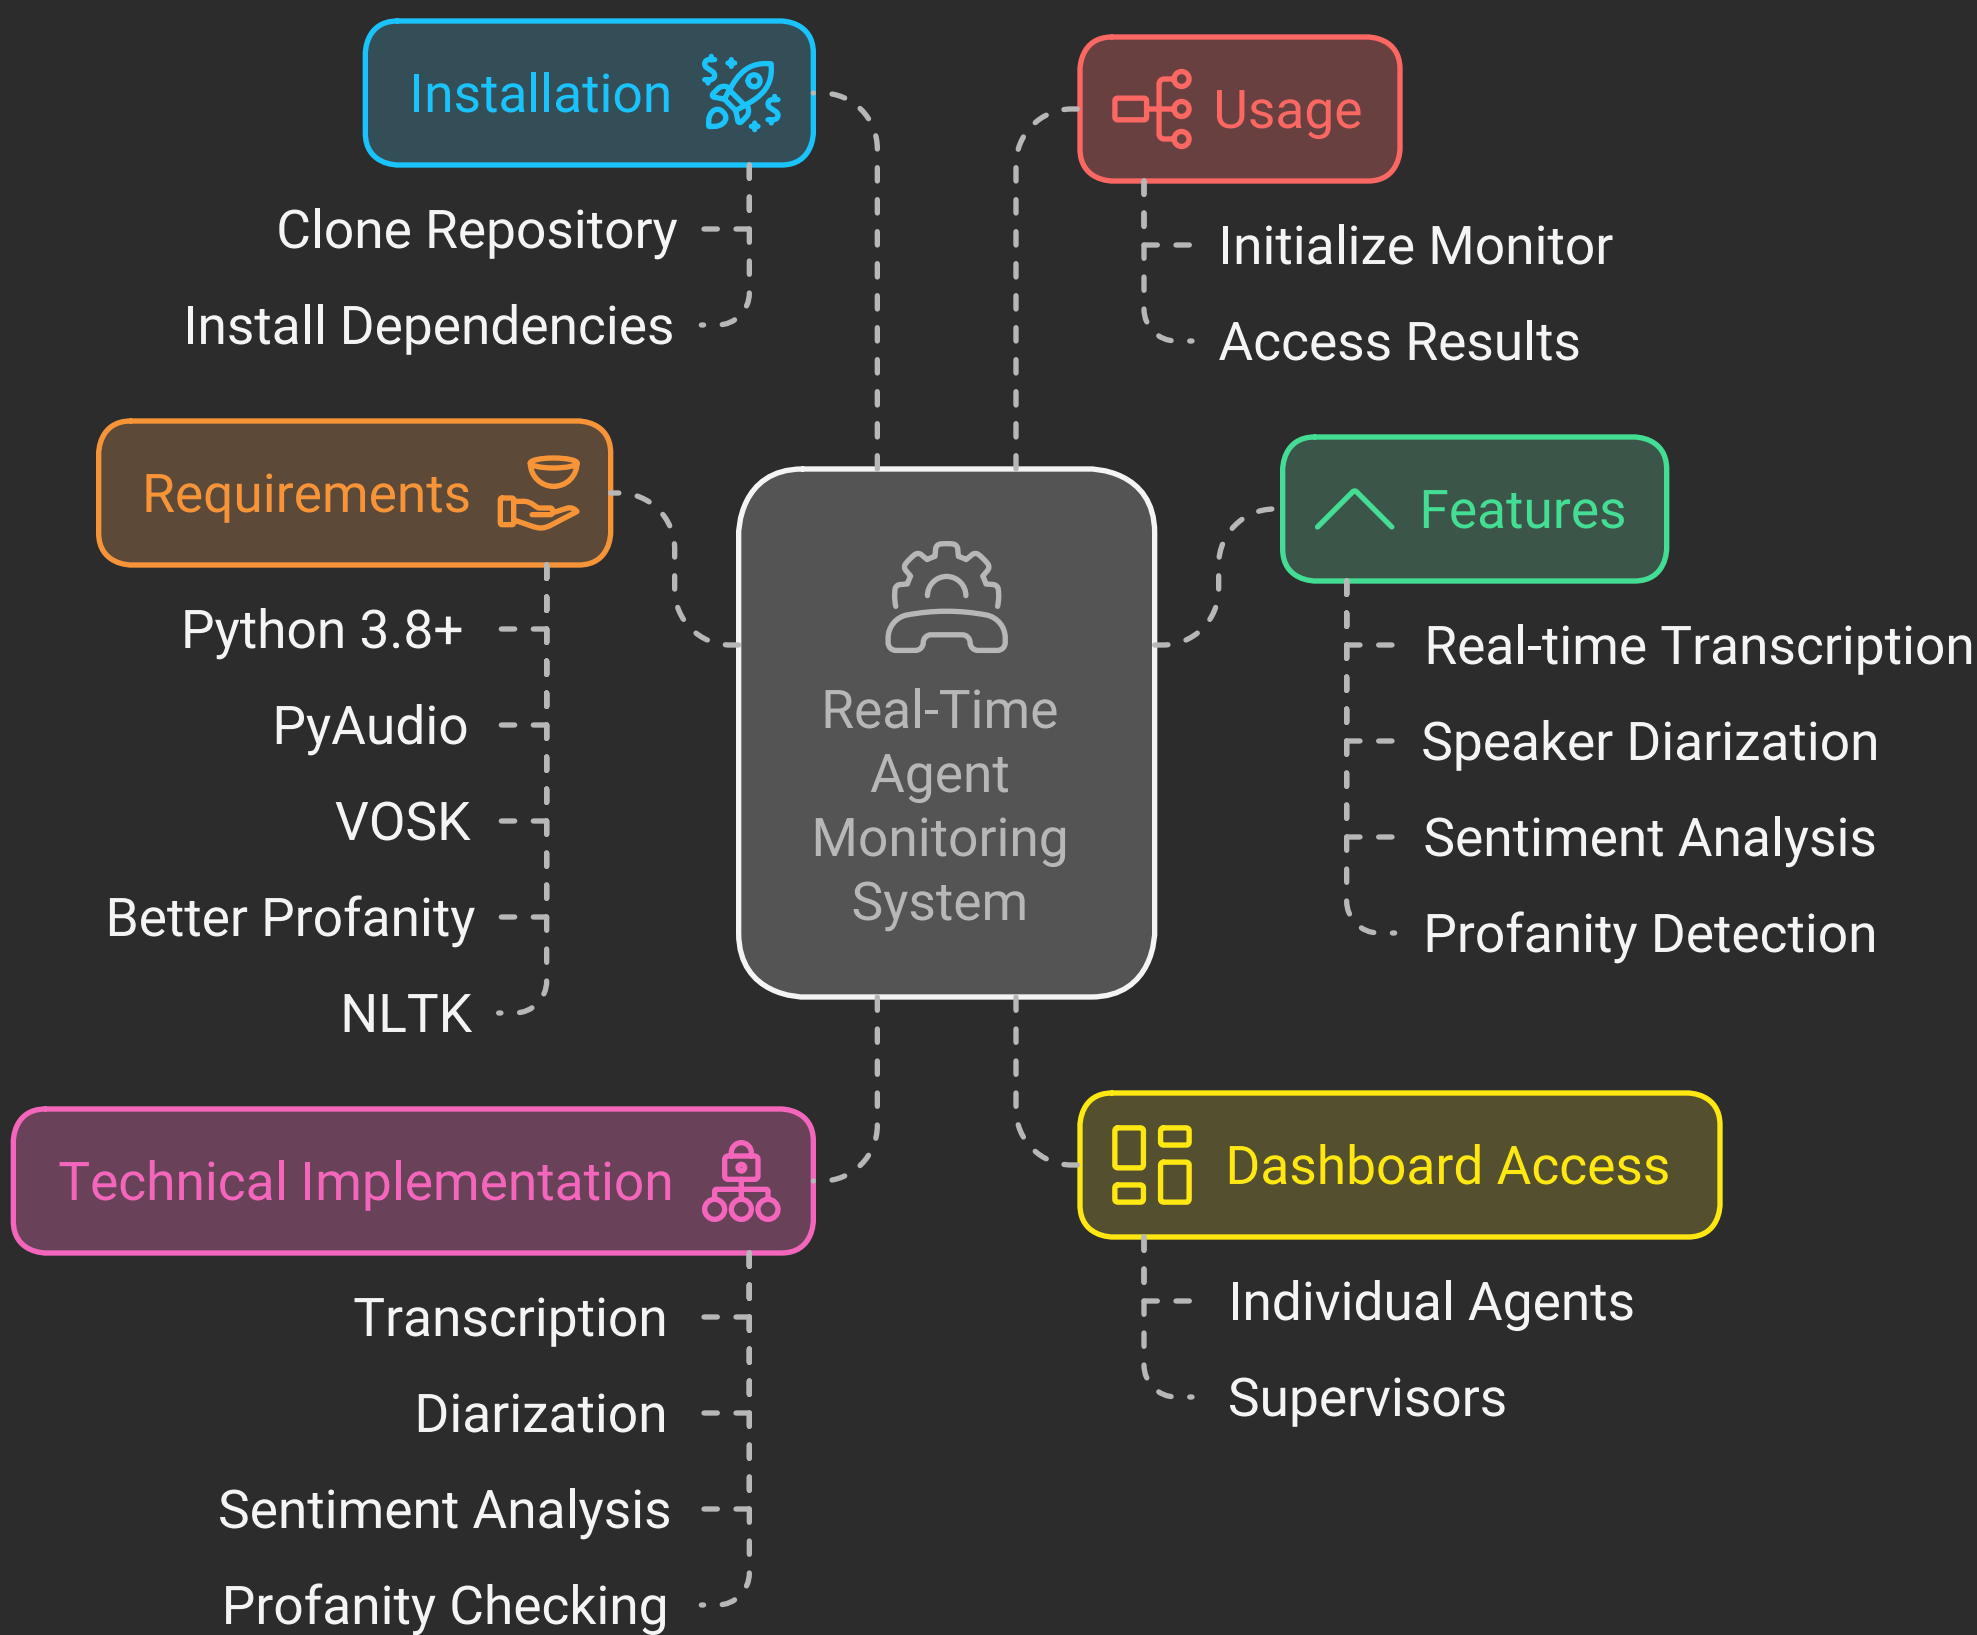 Installation
Clone Repository
Install Dependencies
Usage
Initialize Monitor
Access Results
Requirements
Python 3.8+
PyAudio
VOSK
Better Profanity
NLTK
Real-Time
Agent
Monitoring
System
Features
Real-time Transcription
Speaker Diarization
Sentiment Analysis
Profanity Detection
Technical Implementation
Transcription
Diarization
Sentiment Analysis
Profanity Checking
Dashboard Access
Individual Agents
Supervisors